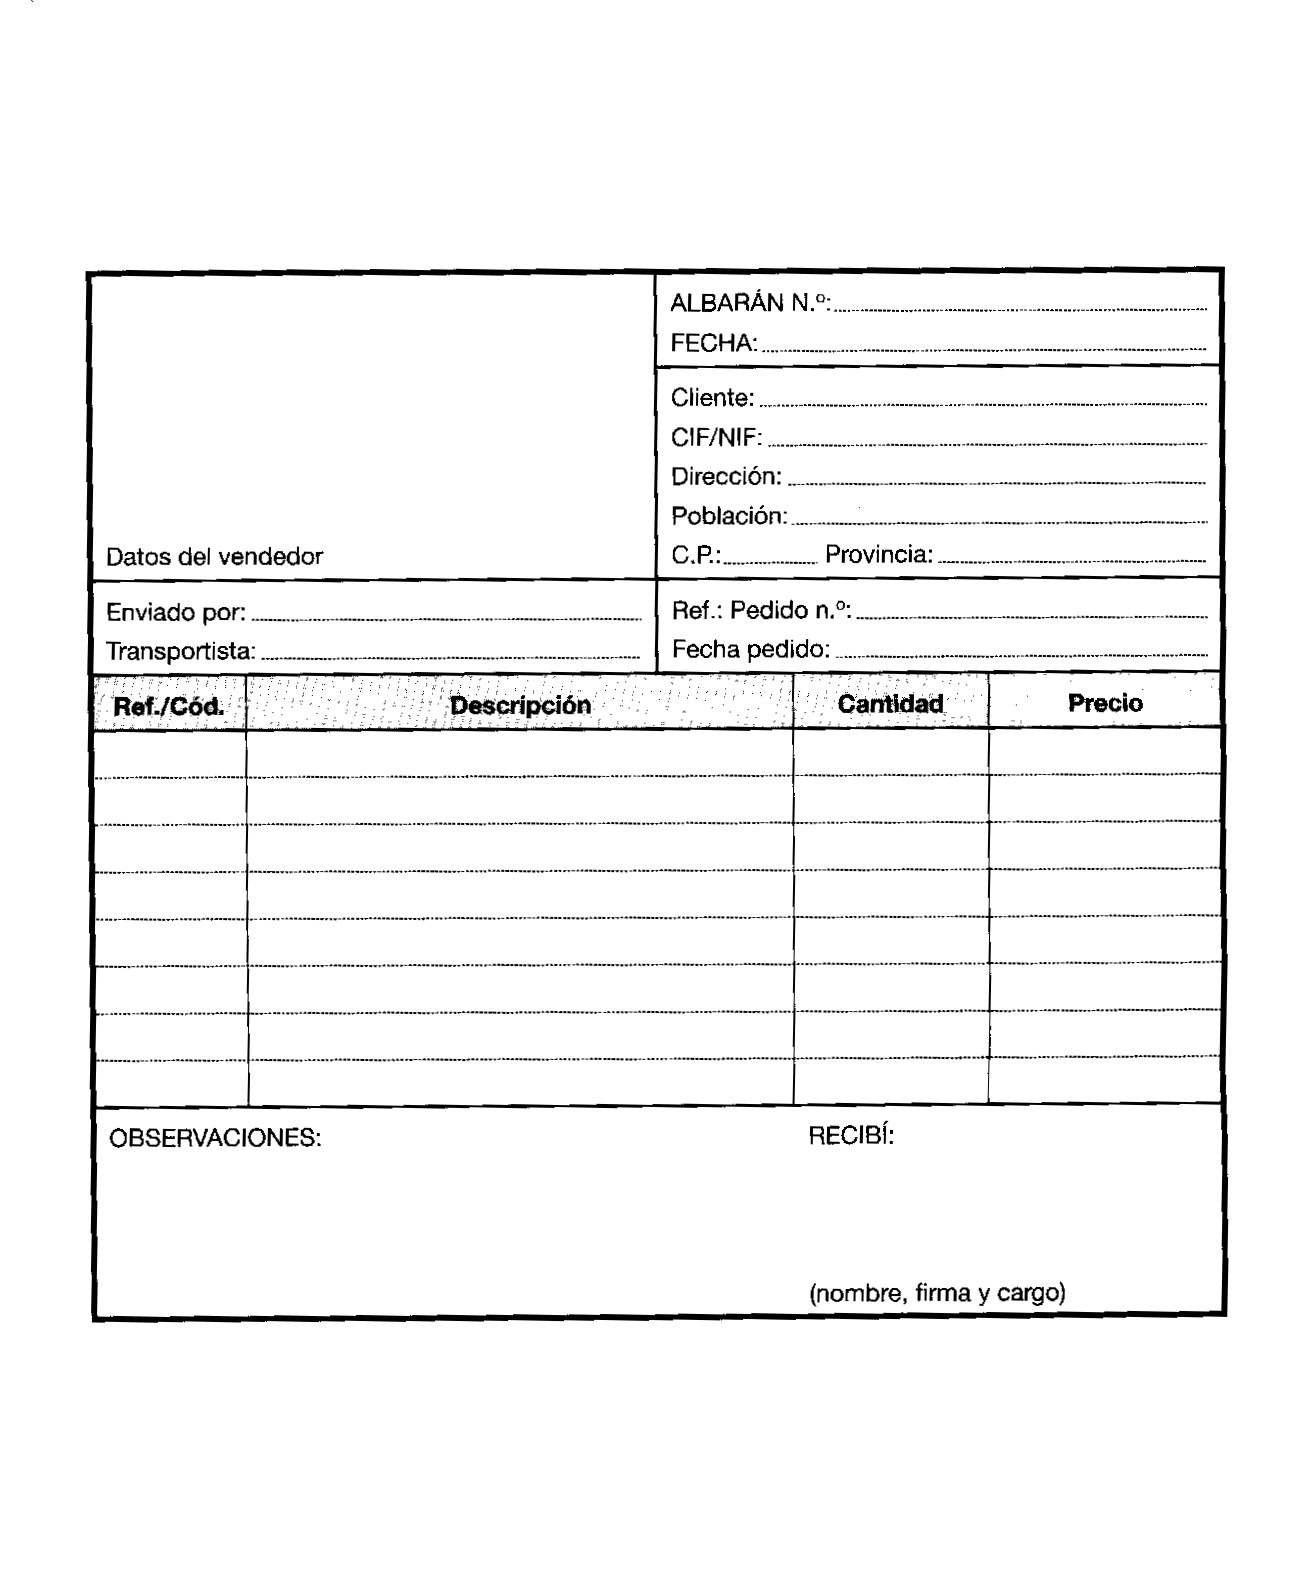 ALBARÁN N.º:
FECHA:
Cliente:
CIF/NIF:
Dirección:
Población:
C.P.: Provincia:
Datos del vendedor
Enviado por:
Transportista:
Ref.: Pedido n.º:
Fecha pedido:
Ref./Cód. Descripción Cantidad Precio
OBSERVACIONES:
RECIBÍ:
(nombre, firma y cargo)